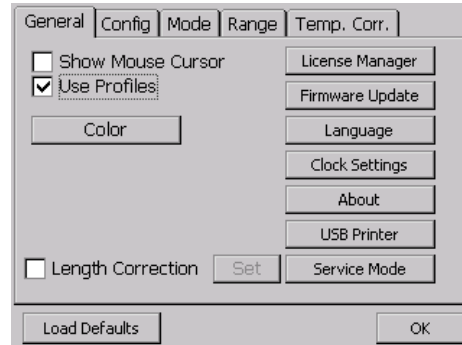 General Config Mode Range Temp. Corr.
Show Mouse Cursor License Manager
Use Profiles Firmware Update
Color Language
Clock Settings
About
USB Printer
Length Correction Set Service Mode
Load Defaults OK